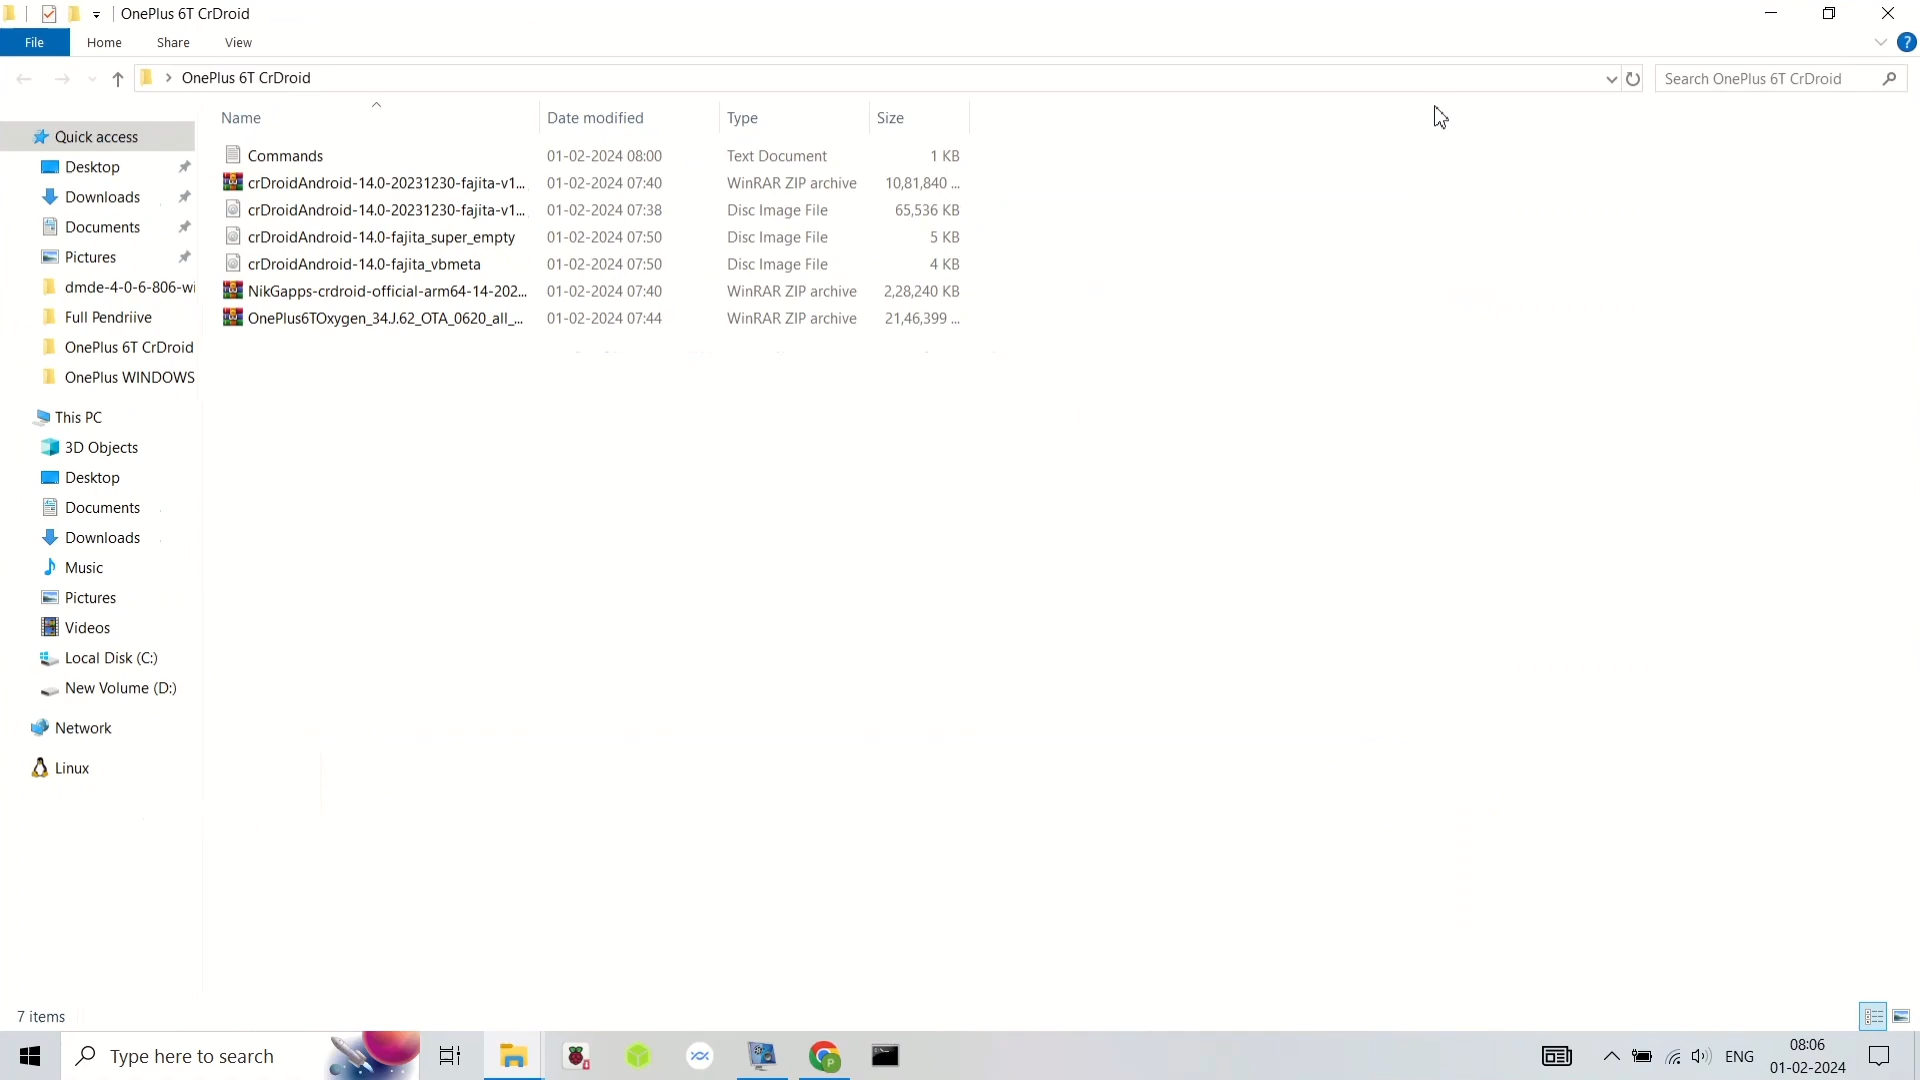 OnePlus 6T CrDroid
File Home Share View
OnePlus 6T CrDroid
Search OnePlus 6T CrDroid
Name Date modified Type Size
Quick access
Desktop
Downloads
Documents
Pictures
dmde-4-0-6-806-wi
Full Pendriive
OnePlus 6T CrDroid
OnePlus WINDOWS
This PC
3D Objects
Desktop
Documents
Downloads
Music
Pictures
Videos
Local Disk (C:)
New Volume (D:)
Network
Linux
Commands 01-02-2024 08:00 Text Document 1 KB
crDroidAndroid-14.0-20231230-fajita-v1... 01-02-2024 07:40 WinRAR ZIP archive 10,81,840 ...
crDroidAndroid-14.0-20231230-fajita-v1... 01-02-2024 07:38 Disc Image File 65,536 KB
crDroidAndroid-14.0-fajita_super_empty 01-02-2024 07:50 Disc Image File 5 KB
crDroidAndroid-14.0-fajita_vbmeta 01-02-2024 07:50 Disc Image File 4 KB
NikGapps-crdroid-official-arm64-14-202... 01-02-2024 07:40 WinRAR ZIP archive 2,28,240 KB
OnePlus6TOxygen_34.J.62_OTA_0620_all_... 01-02-2024 07:44 WinRAR ZIP archive 21,46,399 ...
7 items
Type here to search
ENG
08:06
01-02-2024